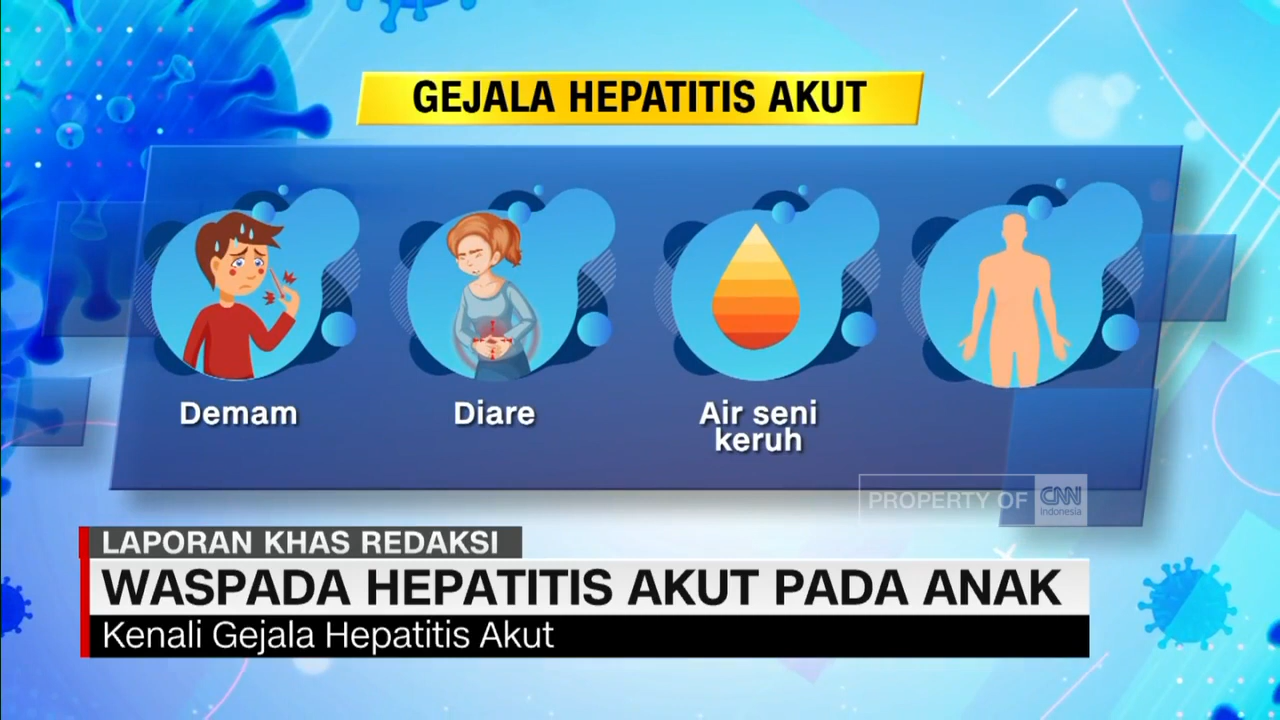 GEJALA HEPATITIS AKUT
Demam
Diare
Air seni
keruh
PROPERTY OF CNN Indonesia
LAPORAN KHAS REDAKSI
WASPADA HEPATITIS AKUT PADA ANAK
Kenali Gejala Hepatitis Akut